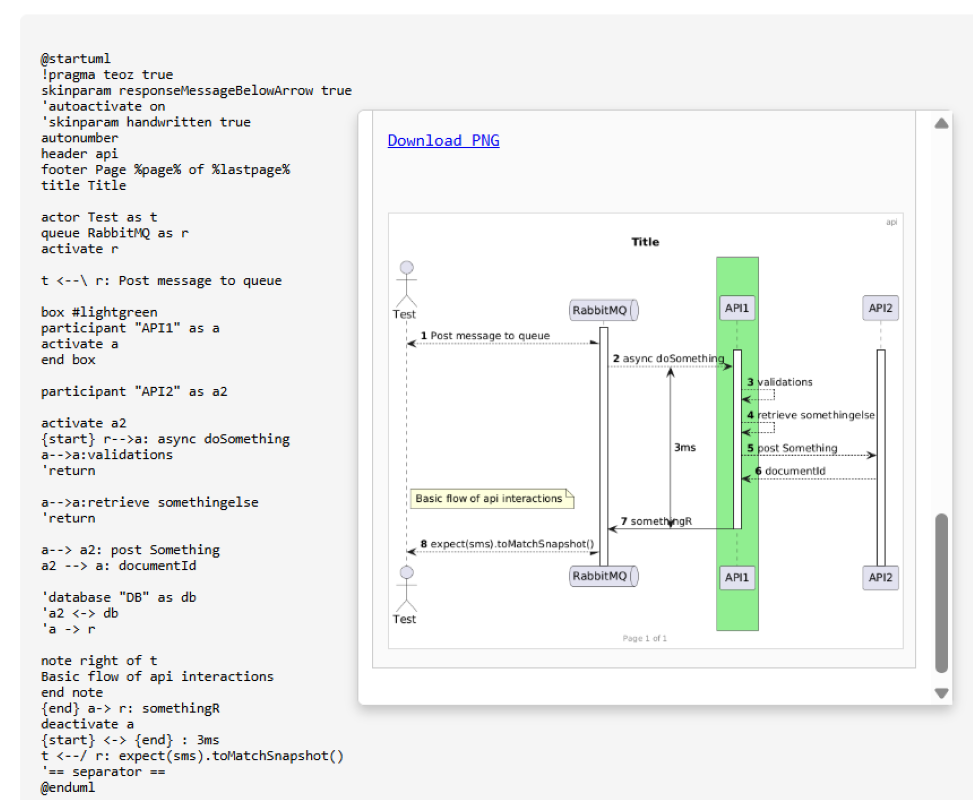 @startuml
!pragma teoz true
skinparam responseMessageBelowArrow true
'autoactivate on
'skinparam handwritten true
autonumber
header api
footer Page %page% of %lastpage%
title Title
actor Test as t
queue RabbitMQ as r
activate r
t <--\ r: Post message to queue
box #lightgreen
participant "API1" as a
activate a
end box
participant "API2" as a2
activate a2
{start} r-->a: async doSomething
a-->a:validations
'return
a-->a:retrieve somethingelse
'return
a--> a2: post Something
a2 --> a: documentId
'database "DB" as db
'a2 <-> db
'a -> r
note right of t
Basic flow of api interactions
end note
{end} a-> r: somethingR
deactivate a
{start} <-> {end} : 3ms
t <--/ r: expect(sms).toMatchSnapshot()
'== separator ==
@enduml
Download PNG
api
Title
Test
RabbitMQ
API1
API2
1 Post message to queue
2 async doSomething
3 validations
4 retrieve somethingelse
3ms
5 post Something
6 documentId
Basic flow of api interactions
7 somethingR
8 expect(sms).toMatchSnapshot()
Test
RabbitMQ
API1
API2
Page 1 of 1